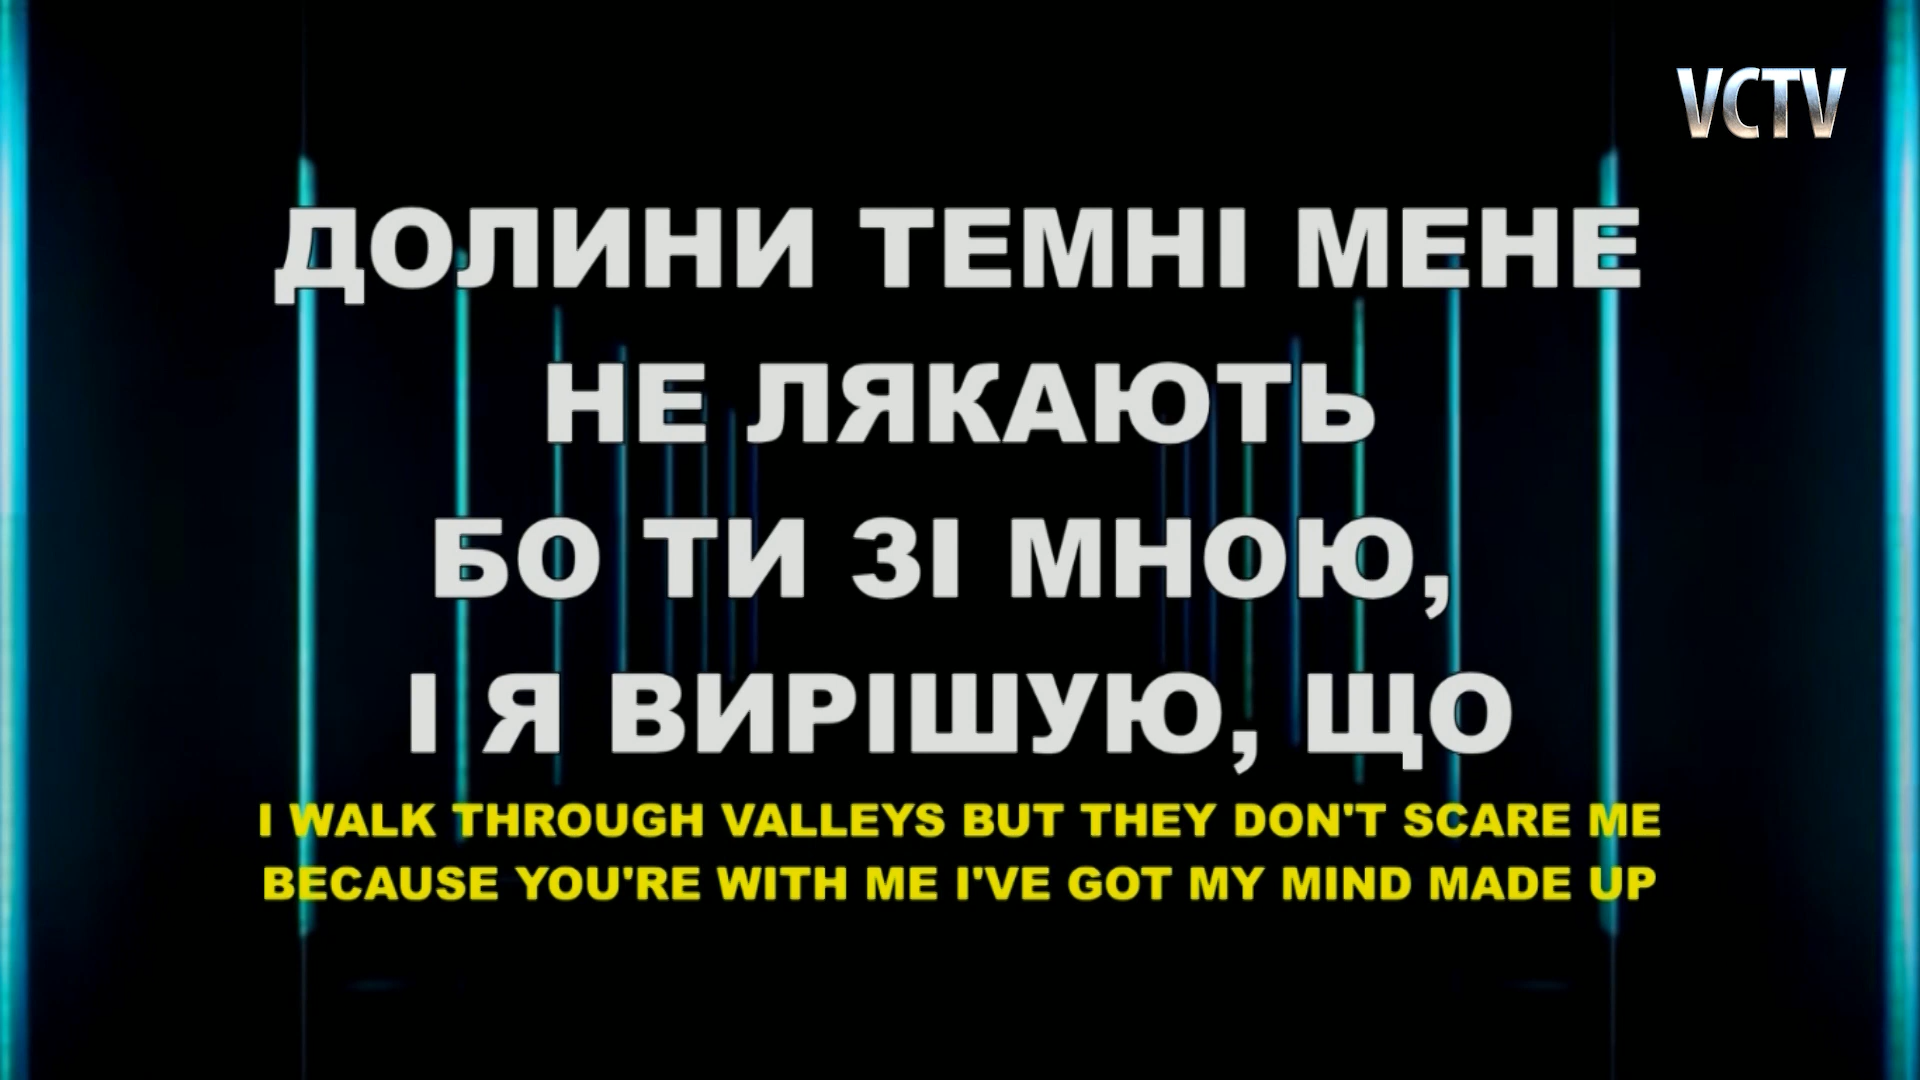 VCTV
ДОЛИНИ ТЕМНІ МЕНЕ
НЕ ЛЯКАЮТЬ
БО ТИ ЗІ МНОЮ,
І Я ВИРІШУЮ, ЩО
I WALK THROUGH VALLEYS BUT THEY DON'T SCARE ME
BECAUSE YOU'RE WITH ME I'VE GOT MY MIND MADE UP